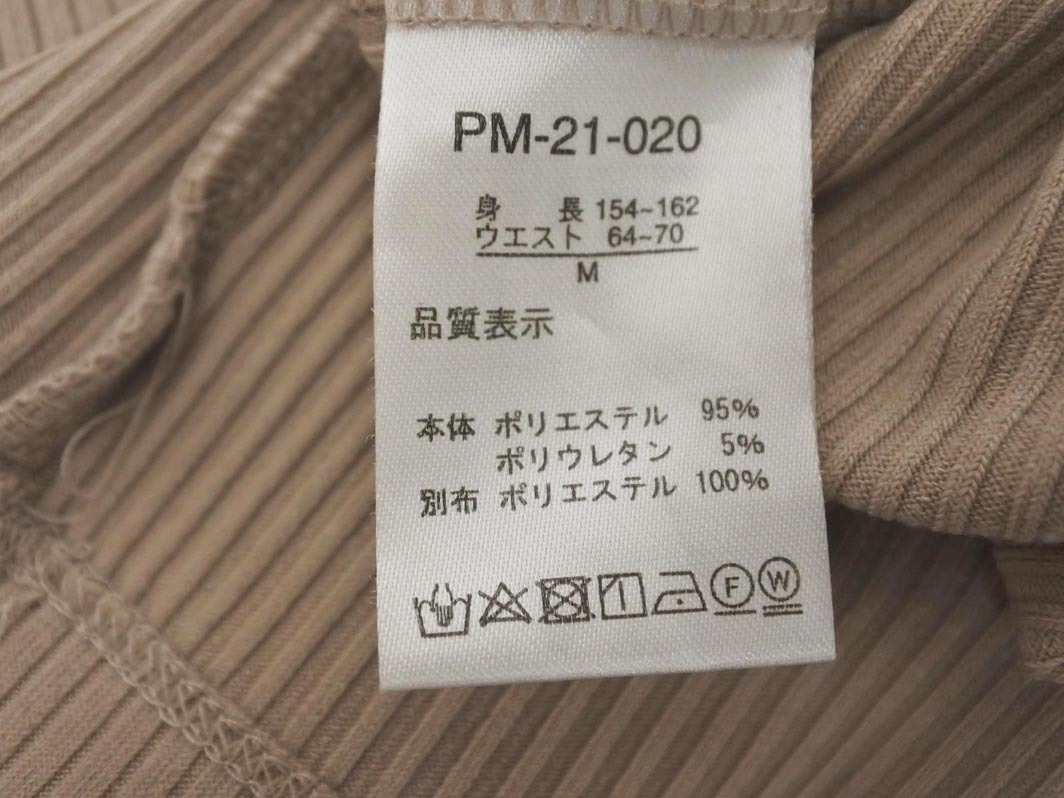 PM-21-020
身 長 154~162
ウエスト 64~70
M
品質表示
本体 ポリエステル 95%
ポリウレタン 5%
別布 ポリエステル 100%
F W